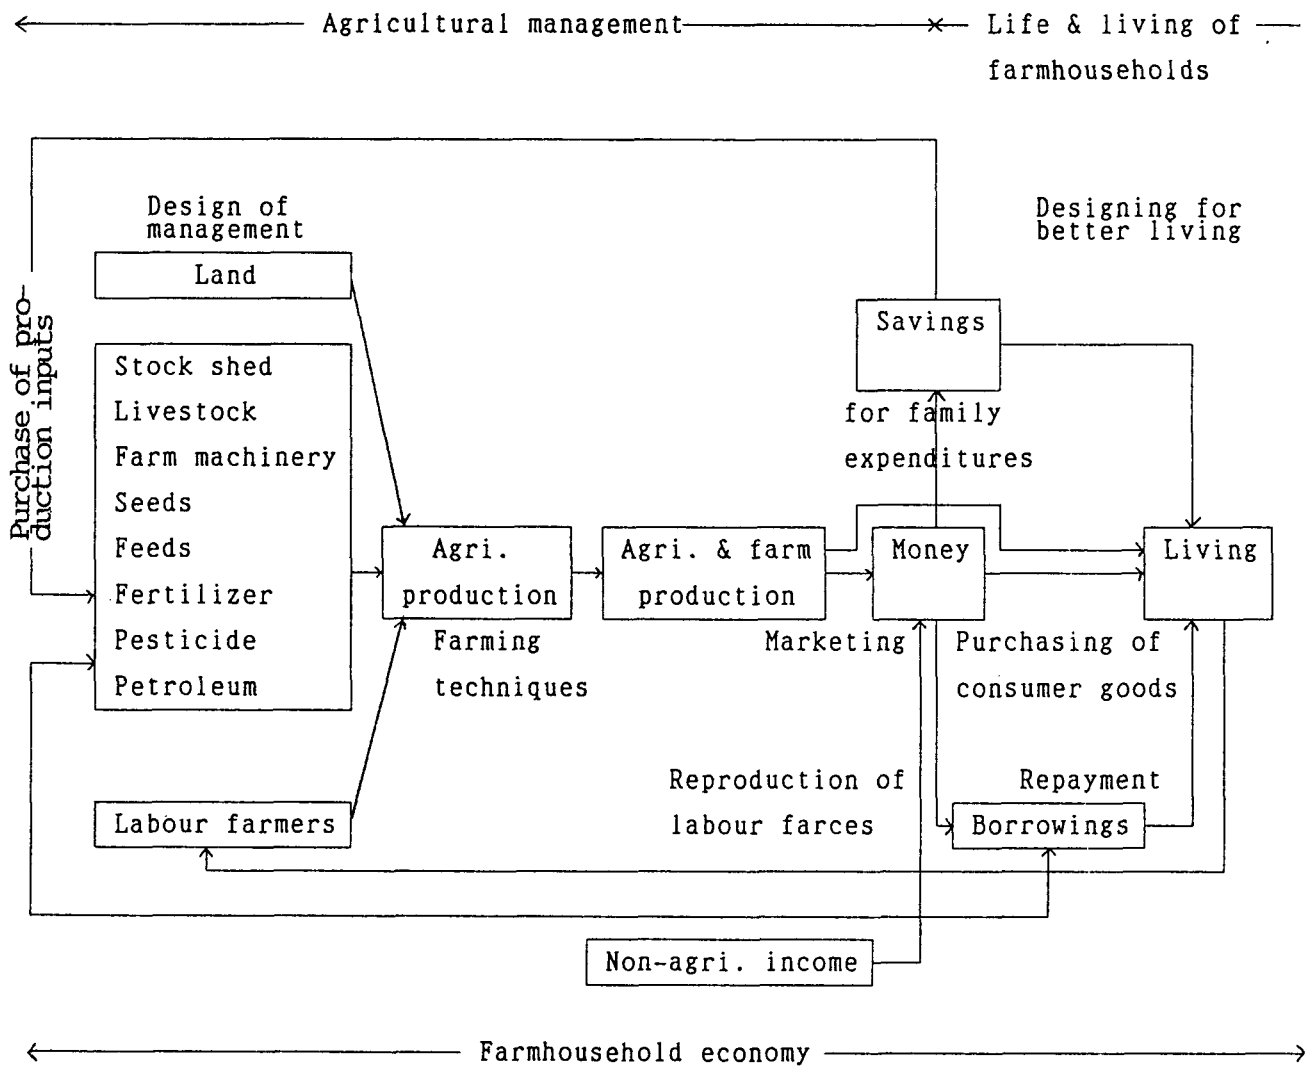 Agricultural management
Life & living of
farmhouseholds
Design of
management
Designing for
better living
Land
Purchase of pro-
duction inputs
Stock shed
Livestock
Farm machinery
Seeds
Feeds
Fertilizer
Pesticide
Petroleum
Labour farmers
Agri.
production
Farming
techniques
Agri. & farm
production
Marketing
Savings
for family
expenditures
Money
Living
Purchasing of
consumer goods
Reproduction of
labour farces
Repayment
Borrowings
Non-agri. income
Farmhousehold economy